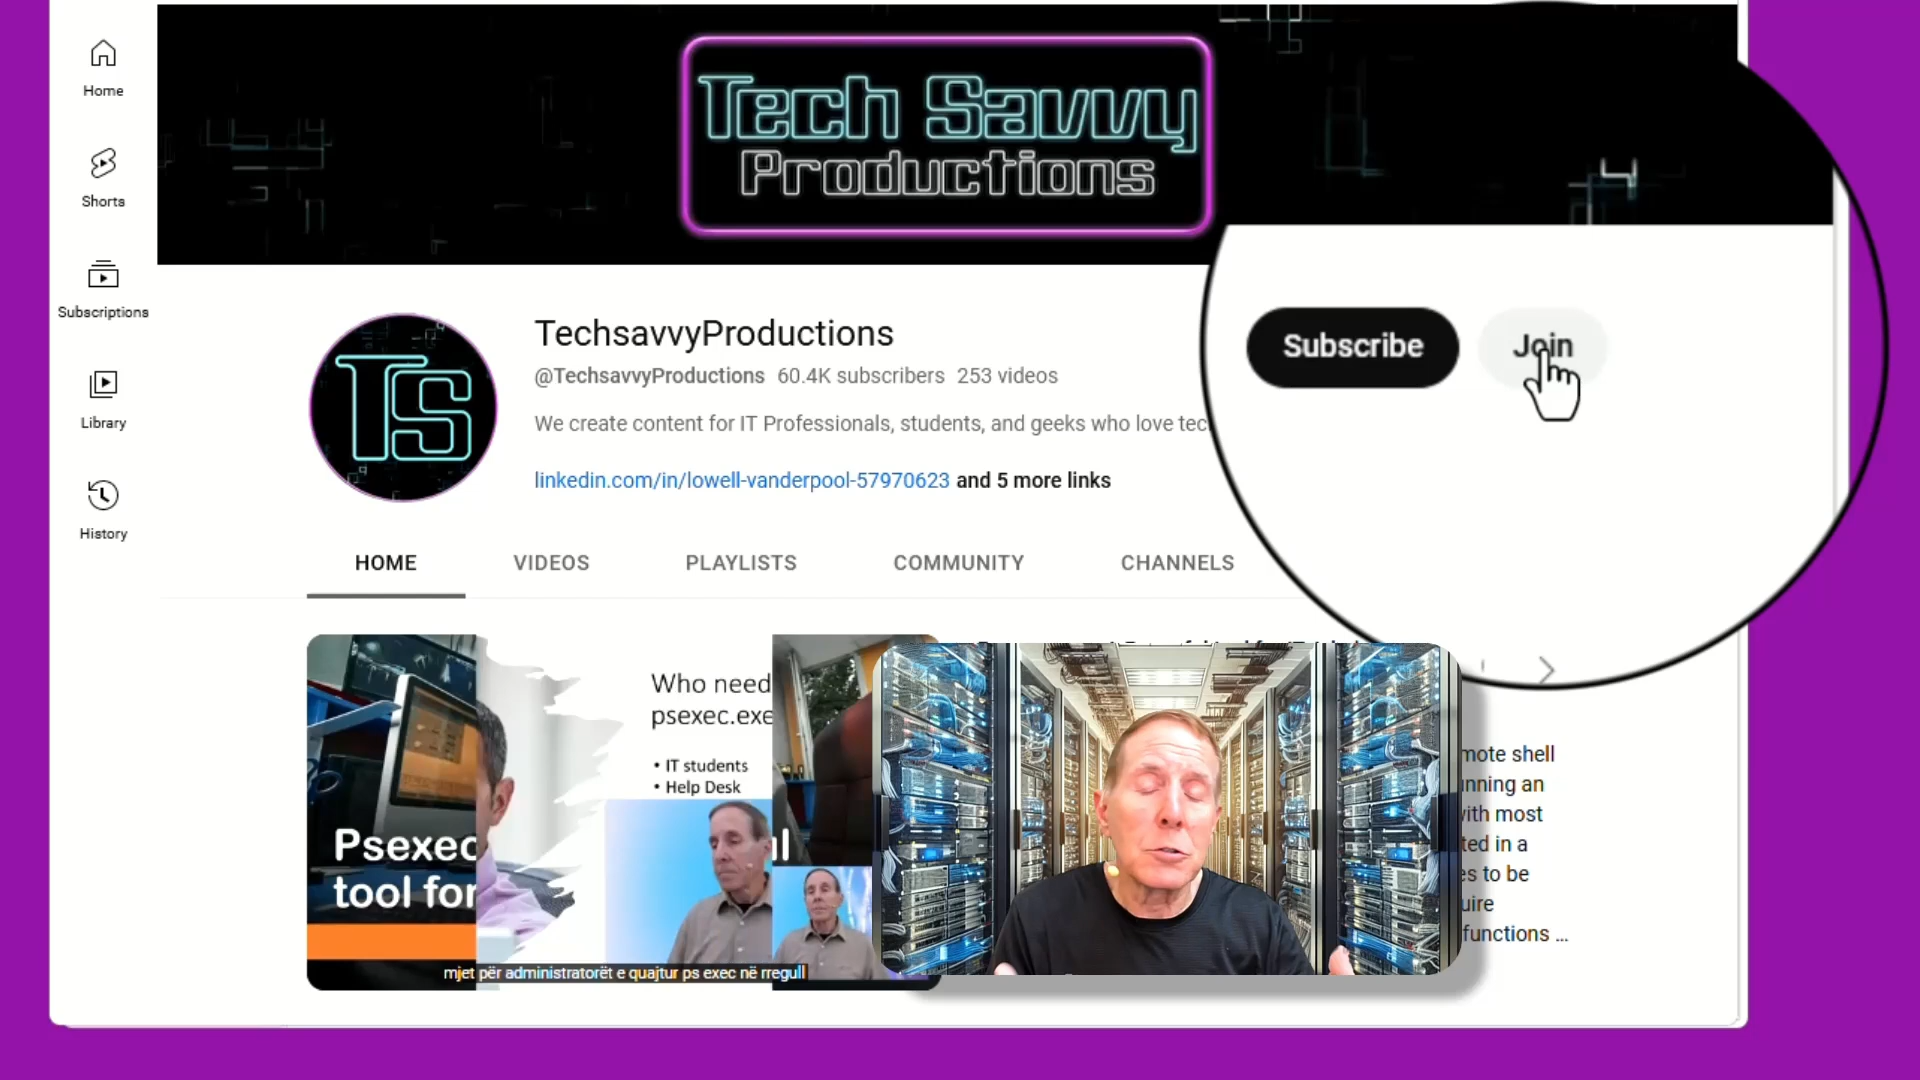 Home
Shorts
Subscriptions
Library
History
Tech Savvy
Productions
TS
TechsavvyProductions
@TechsavvyProductions 60.4K subscribers 253 videos
We create content for IT Professionals, students, and geeks who love tec
linkedin.com/in/lowell-vanderpool-57970623 and 5 more links
Subscribe
Join
HOME
VIDEOS
PLAYLISTS
COMMUNITY
CHANNELS
Who need
psexec.exe
• IT students
• Help Desk
Psexec
tool for
mjet për administratorët e quajtur ps exec në rregull
mote shell
nning an
with most
ted in a
es to be
uire
functions ...